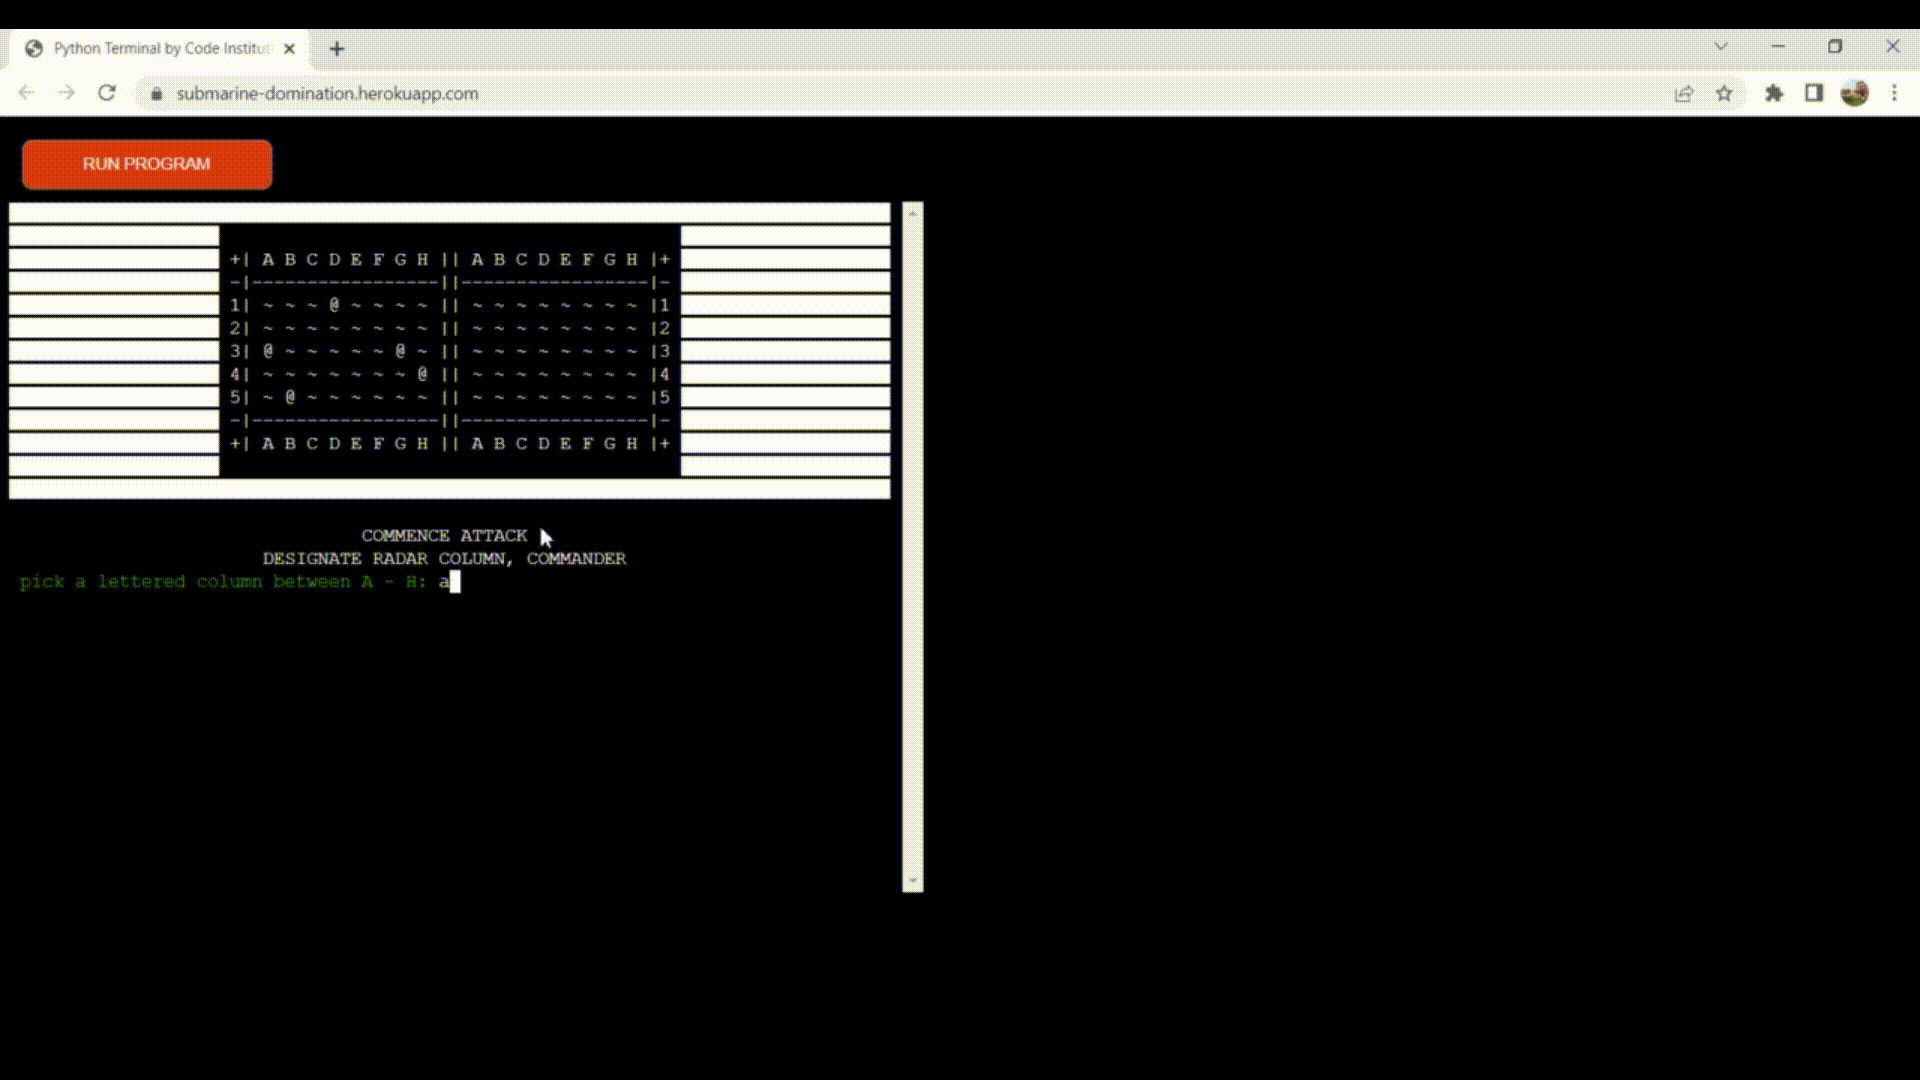 Python Terminal by Code Institut
submarine-domination.herokuapp.com
RUN PROGRAM
+| A B C D E F G H || A B C D E F G H |+
-|-----------------||-----------------|-
1| ~ ~ ~ @ ~ ~ ~ ~ || ~ ~ ~ ~ ~ ~ ~ ~ |1
2| ~ ~ ~ ~ ~ ~ ~ ~ || ~ ~ ~ ~ ~ ~ ~ ~ |2
3| @ ~ ~ ~ ~ ~ @ ~ || ~ ~ ~ ~ ~ ~ ~ ~ |3
4| ~ ~ ~ ~ ~ ~ ~ @ || ~ ~ ~ ~ ~ ~ ~ ~ |4
5| ~ @ ~ ~ ~ ~ ~ ~ || ~ ~ ~ ~ ~ ~ ~ ~ |5
-|-----------------||-----------------|-
+| A B C D E F G H || A B C D E F G H |+
COMMENCE ATTACK
DESIGNATE RADAR COLUMN, COMMANDER
pick a lettered column between A - H: a